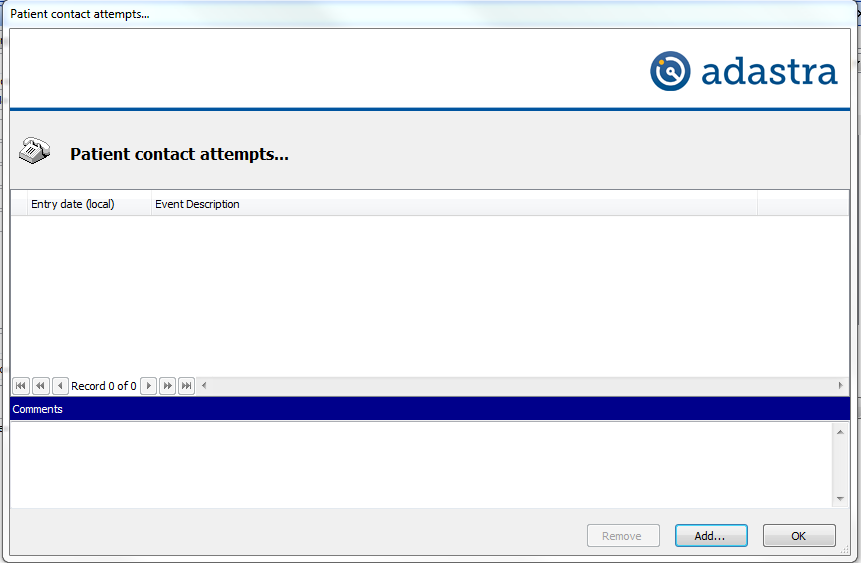 Patient contact attempts...
adastra
Patient contact attempts...
Entry date (local) Event Description
Record 0 of 0
Comments
Remove Add... OK